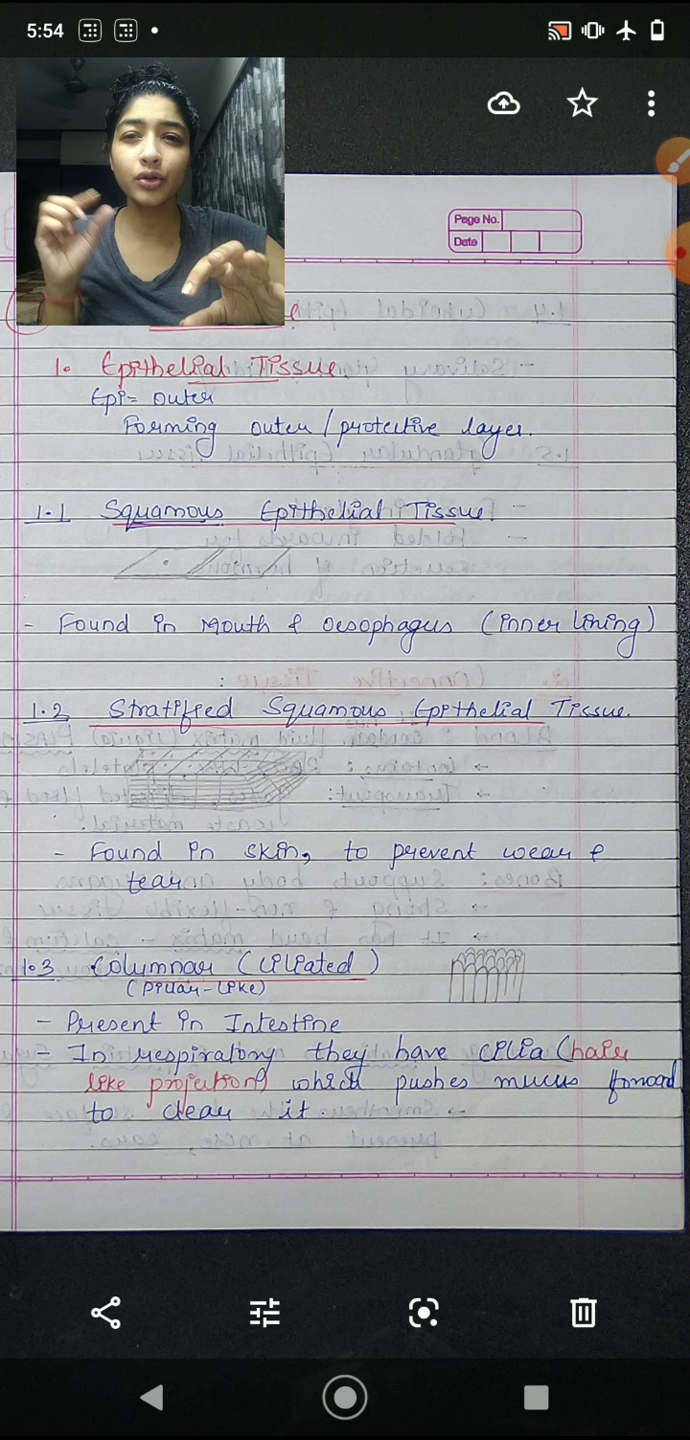 5:54
Page No.
Date
1. Epithelial Tissue
Epi= outer
Forming outer/protective layer.
1.1 Squamous Epithelial Tissue
- Found in mouth & oesophagus (inner lining)
1.2 Stratified Squamous Epithelial Tissue.
- Found in skin, to prevent wear &
tear
1.3 Columnar (Ciliated)
(Pillar-like)
- Present in Intestine
- In respiratory they have cilia (hair
like projection) which pushes mucus forward
to clear it.